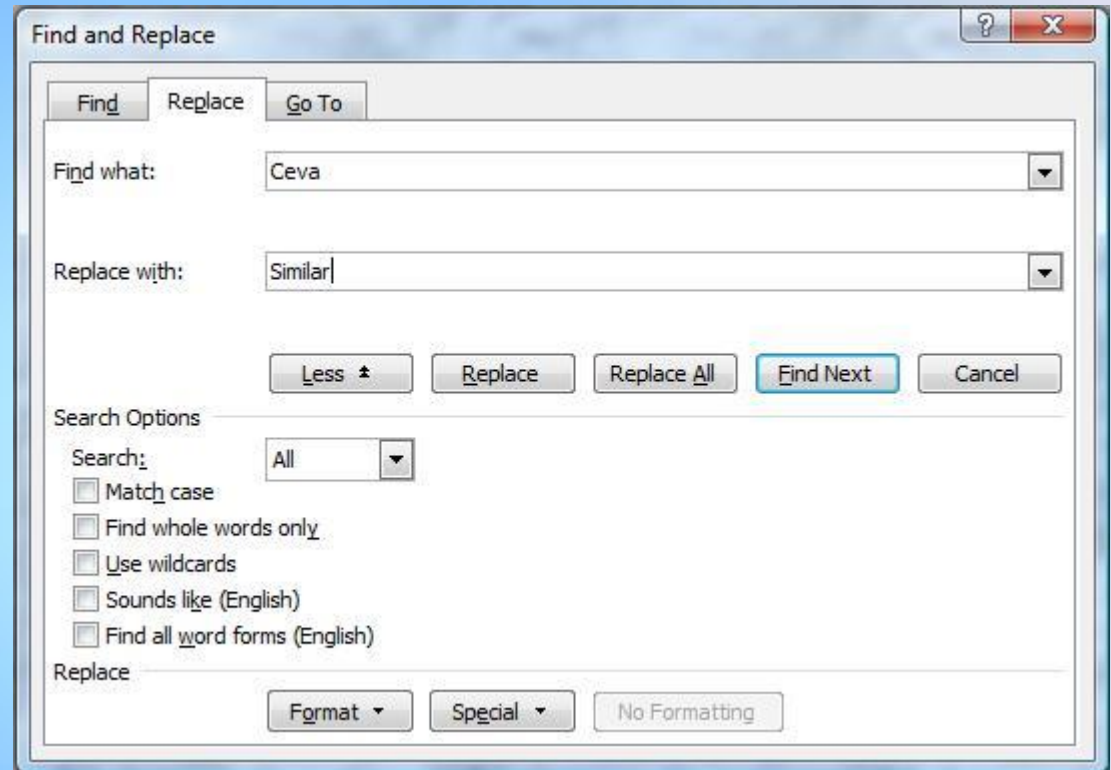 Find and Replace
Find Replace Go To
Find what: Ceva
Replace with: Similar
Less Replace Replace All Find Next Cancel
Search Options
Search: All
Match case
Find whole words only
Use wildcards
Sounds like (English)
Find all word forms (English)
Replace
Format Special No Formatting